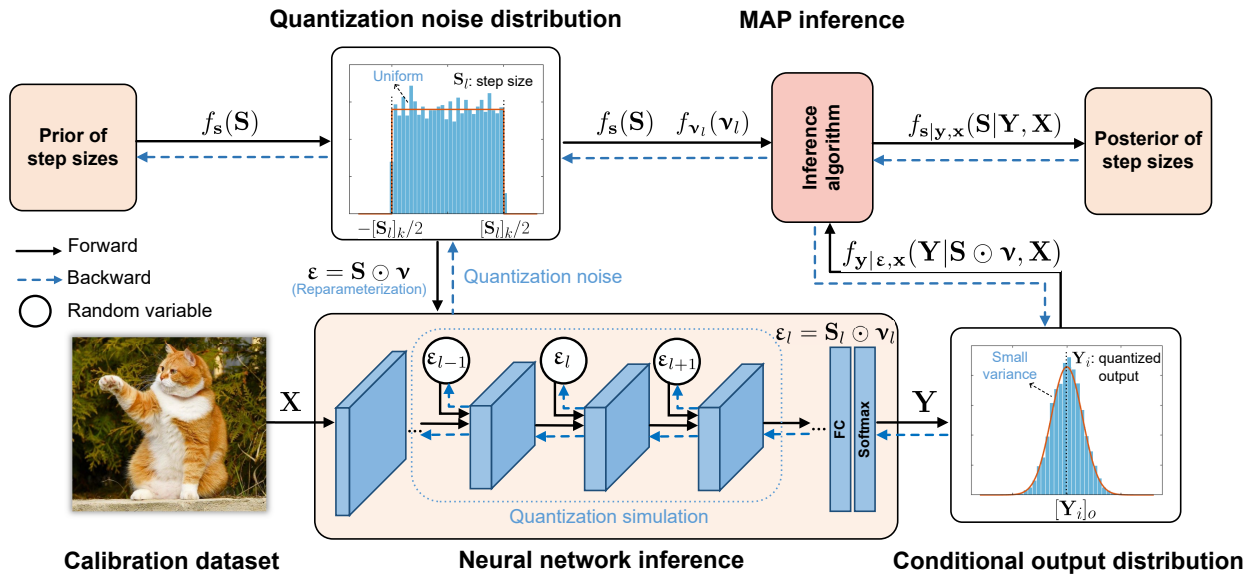 Quantization noise distribution
MAP inference
Uniform
𝐒_l: step size
Prior of
step sizes
f_𝐬(𝐒)
f_𝐬(𝐒) f_𝛎_l(𝛎_l)
Inference
algorithm
f_𝐬|𝐲,𝐱(𝐒|𝐘, 𝐗)
Posterior of
step sizes
−[𝐒_l]_k/2
[𝐒_l]_k/2
Forward
Backward
Random variable
𝛆 = 𝐒 ⊙ 𝛎
(Reparameterization)
Quantization noise
f_𝐲|𝛆,𝐱(𝐘|𝐒 ⊙ 𝛎, 𝐗)
𝛆_l = 𝐒_l ⊙ 𝛎_l
𝛆_l−1
𝛆_l
𝛆_l+1
𝐗
...
...
FC
Softmax
𝐘
Small
variance
𝐘_i: quantized
output
[𝐘_i]_o
Quantization simulation
Calibration dataset
Neural network inference
Conditional output distribution